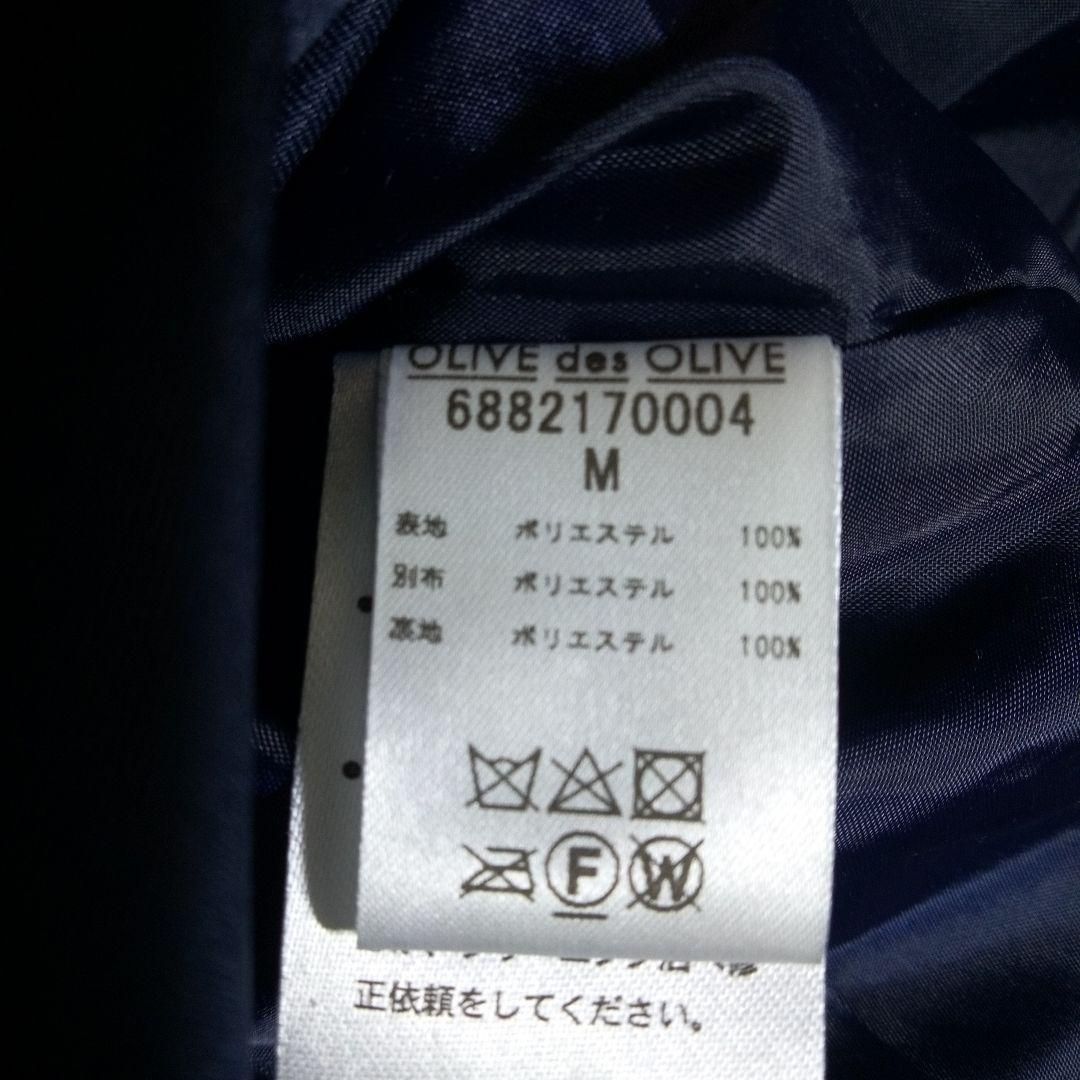 OLIVE des OLIVE
6882170004
M
表地 ポリエステル 100%
別布 ポリエステル 100%
裏地 ポリエステル 100%
F W
正依頼をしてください。